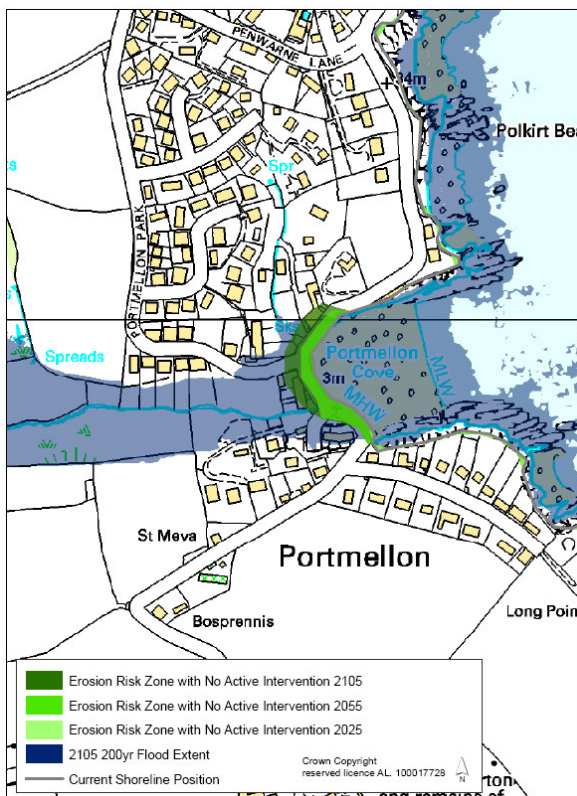 PENWARNE LANE
34m
Polkirt Bea
Spr
PORTMELLON PARK
Sks
Spreads
Portmellon
Cove
3m
MHW
MLW
St Meva
Portmellon
Bosprennis
Long Poin
Erosion Risk Zone with No Active Intervention 2105
Erosion Risk Zone with No Active Intervention 2055
Erosion Risk Zone with No Active Intervention 2025
2105 200yr Flood Extent
Current Shoreline Position
Crown Copyright
reserved licence AL. 100017728
N